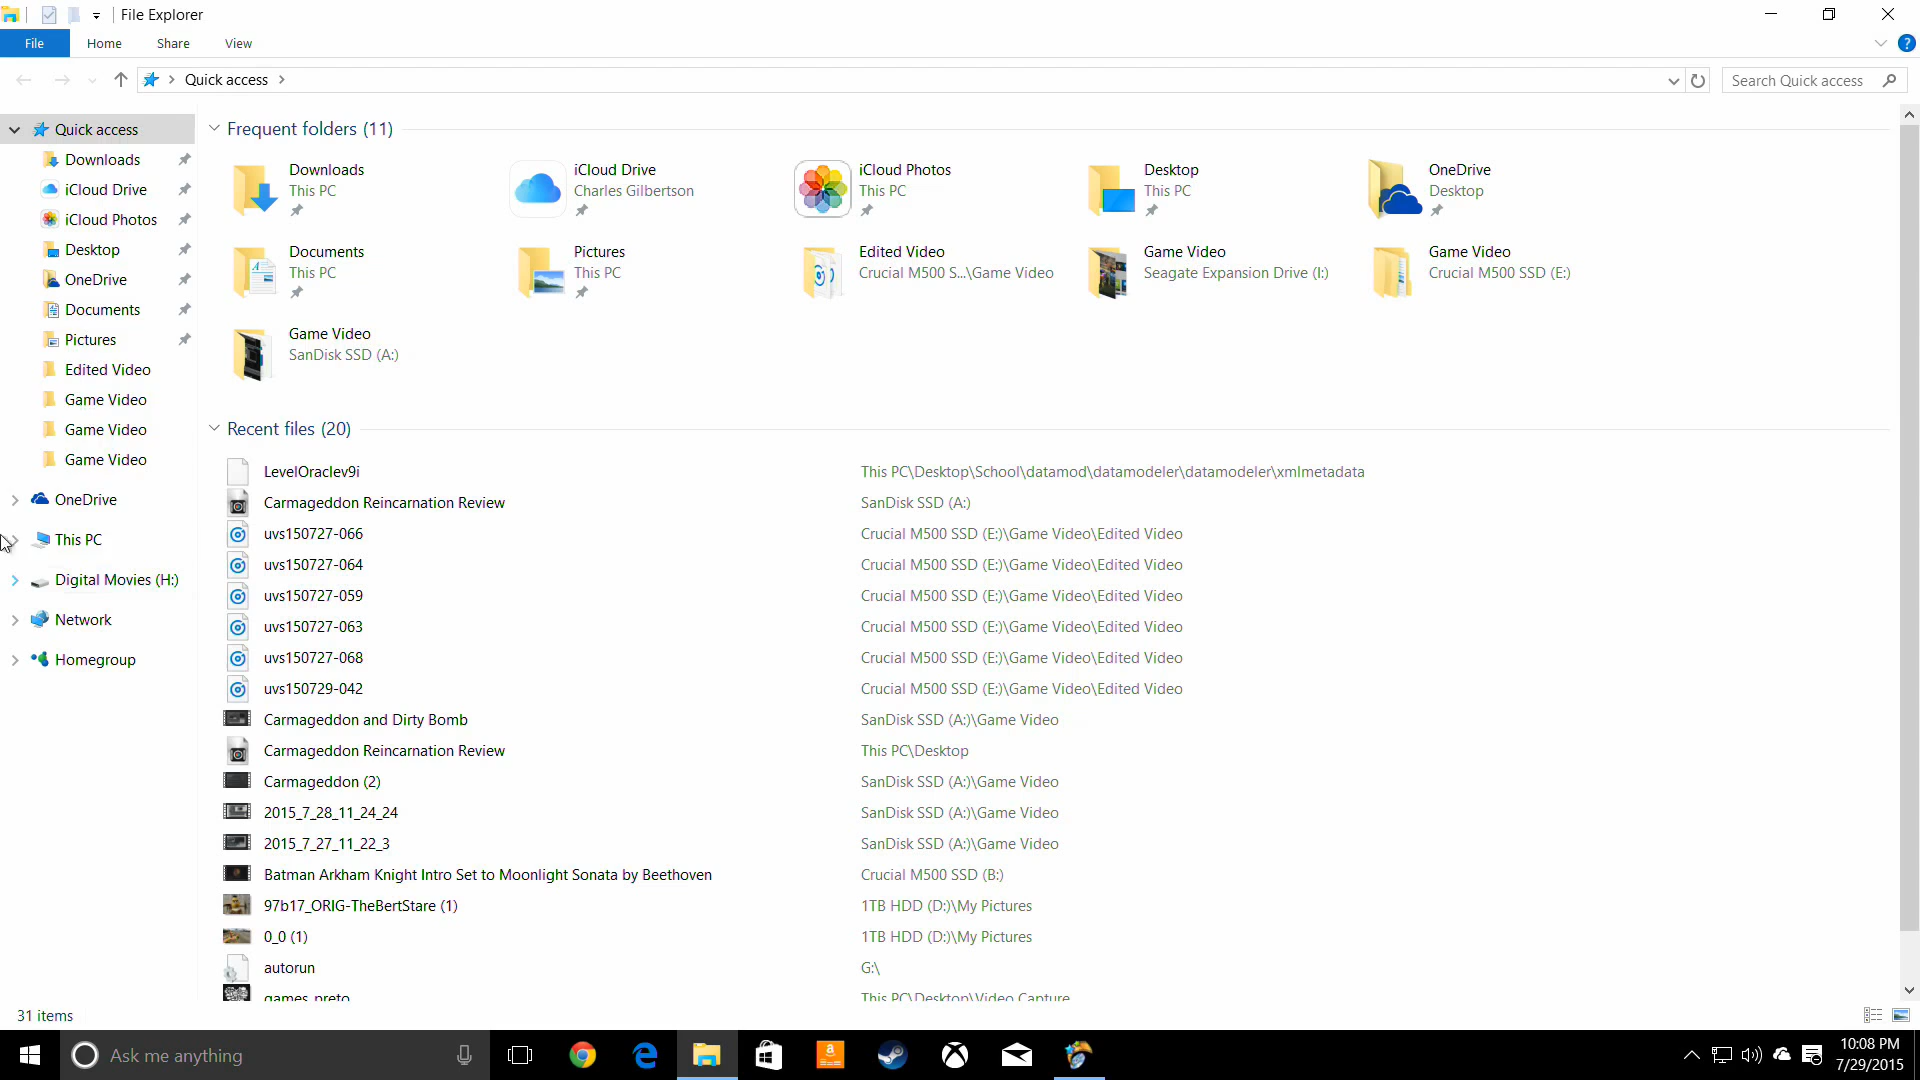 File Explorer
File Home Share View
Quick access
Search Quick access
Quick access
Downloads
iCloud Drive
iCloud Photos
Desktop
OneDrive
Documents
Pictures
Edited Video
Game Video
Game Video
Game Video
OneDrive
This PC
Digital Movies (H:)
Network
Homegroup
Frequent folders (11)
Downloads
This PC
iCloud Drive
Charles Gilbertson
iCloud Photos
This PC
Desktop
This PC
OneDrive
Desktop
Documents
This PC
Pictures
This PC
Edited Video
Crucial M500 S...\Game Video
Game Video
Seagate Expansion Drive (I:)
Game Video
Crucial M500 SSD (E:)
Game Video
SanDisk SSD (A:)
Recent files (20)
LevelOraclev9i This PC\Desktop\School\datamod\datamodeler\datamodeler\xmlmetadata
Carmageddon Reincarnation Review SanDisk SSD (A:)
uvs150727-066 Crucial M500 SSD (E:)\Game Video\Edited Video
uvs150727-064 Crucial M500 SSD (E:)\Game Video\Edited Video
uvs150727-059 Crucial M500 SSD (E:)\Game Video\Edited Video
uvs150727-063 Crucial M500 SSD (E:)\Game Video\Edited Video
uvs150727-068 Crucial M500 SSD (E:)\Game Video\Edited Video
uvs150729-042 Crucial M500 SSD (E:)\Game Video\Edited Video
Carmageddon and Dirty Bomb SanDisk SSD (A:)\Game Video
Carmageddon Reincarnation Review This PC\Desktop
Carmageddon (2) SanDisk SSD (A:)\Game Video
2015_7_28_11_24_24 SanDisk SSD (A:)\Game Video
2015_7_27_11_22_3 SanDisk SSD (A:)\Game Video
Batman Arkham Knight Intro Set to Moonlight Sonata by Beethoven Crucial M500 SSD (B:)
97b17_ORIG-TheBertStare (1) 1TB HDD (D:)\My Pictures
0_0 (1) 1TB HDD (D:)\My Pictures
autorun G:\
games_preto This PC\Desktop\Video Capture
31 items
Ask me anything
10:08 PM
7/29/2015